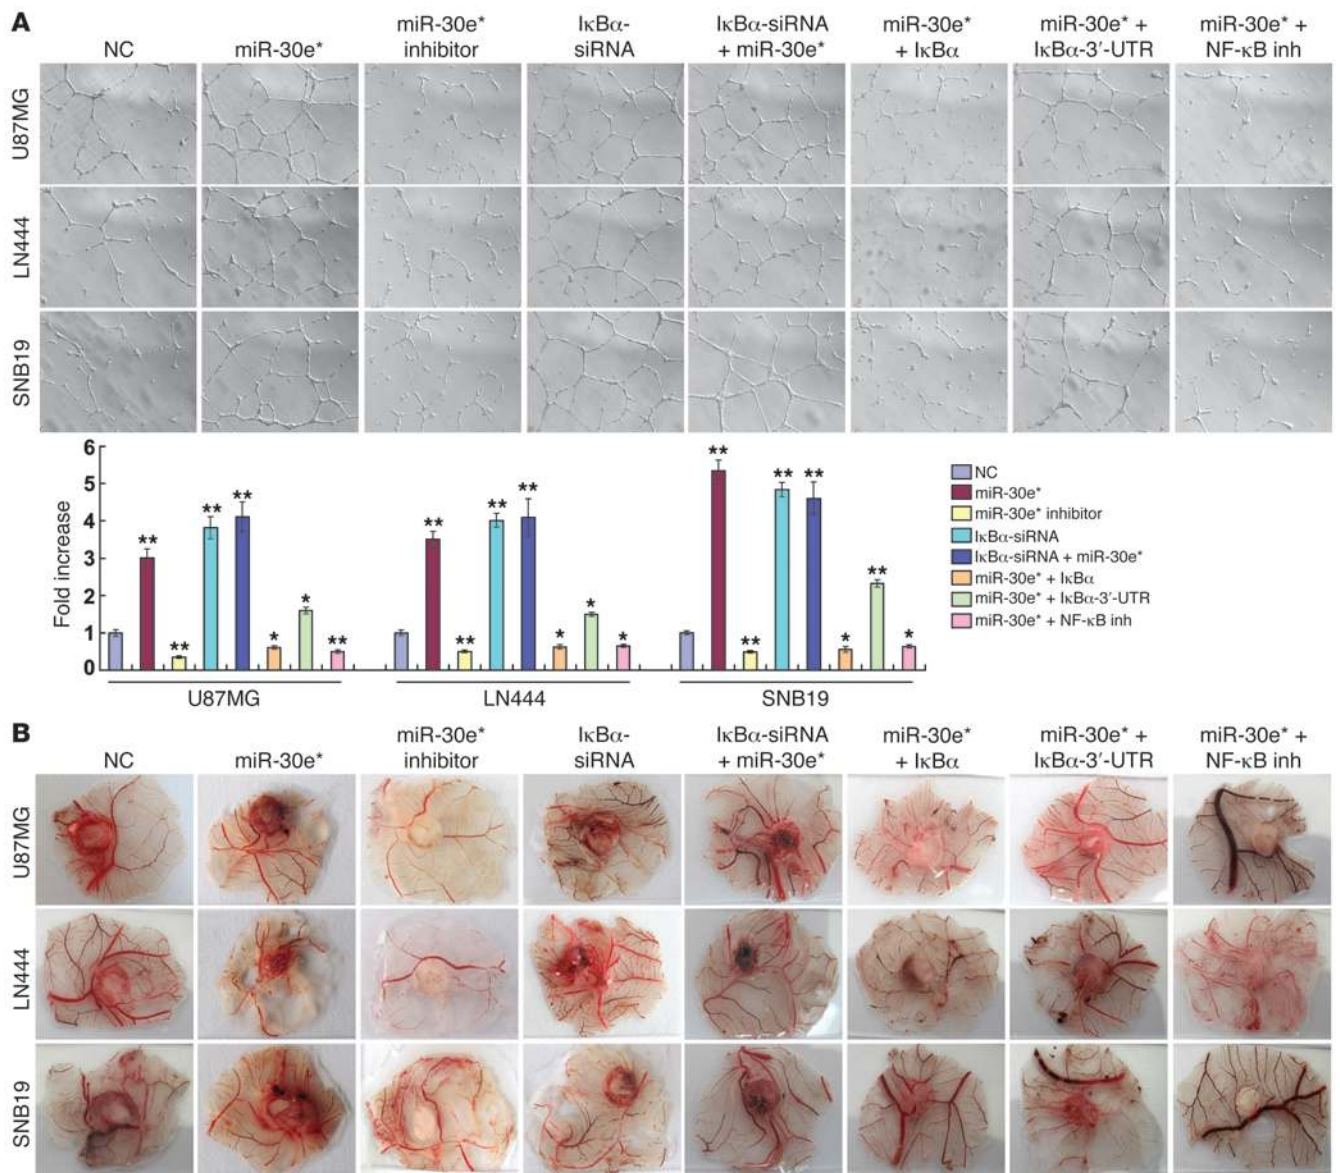 A
NC
miR-30e*
miR-30e*
inhibitor
IκBα-
siRNA
IκBα-siRNA
+ miR-30e*
miR-30e*
+ IκBα
miR-30e* +
IκBα-3′-UTR
miR-30e* +
NF-κB inh
U87MG
LN444
SNB19
Fold increase
6
5
4
3
2
1
0
**
**
**
**
*
*
**
**
**
**
**
*
*
*
**
**
**
**
*
**
*
U87MG
LN444
SNB19
NC
miR-30e*
miR-30e* inhibitor
IκBα-siRNA
IκBα-siRNA + miR-30e*
miR-30e* + IκBα
miR-30e* + IκBα-3′-UTR
miR-30e* + NF-κB inh
B
NC
miR-30e*
miR-30e*
inhibitor
IκBα-
siRNA
IκBα-siRNA
+ miR-30e*
miR-30e*
+ IκBα
miR-30e* +
IκBα-3′-UTR
miR-30e* +
NF-κB inh
U87MG
LN444
SNB19